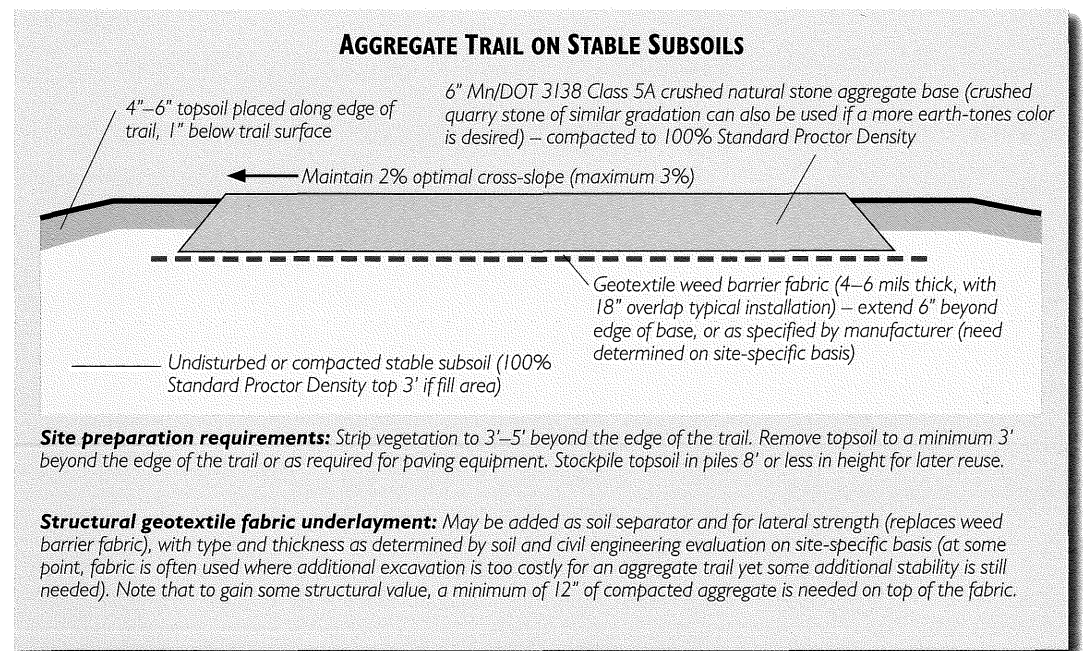 AGGREGATE TRAIL ON STABLE SUBSOILS
4”–6” topsoil placed along edge of
trail, 1” below trail surface
6” Mn/DOT 3138 Class 5A crushed natural stone aggregate base (crushed
quarry stone of similar gradation can also be used if a more earth-tones color
is desired) – compacted to 100% Standard Proctor Density
Maintain 2% optimal cross-slope (maximum 3%)
Geotextile weed barrier fabric (4–6 mils thick, with
18” overlap typical installation) – extend 6” beyond
edge of base, or as specified by manufacturer (need
determined on site-specific basis)
Undisturbed or compacted stable subsoil (100%
Standard Proctor Density top 3’ if fill area)
Site preparation requirements: Strip vegetation to 3’–5’ beyond the edge of the trail. Remove topsoil to a minimum 3’
beyond the edge of the trail or as required for paving equipment. Stockpile topsoil in piles 8’ or less in height for later reuse.
Structural geotextile fabric underlayment: May be added as soil separator and for lateral strength (replaces weed
barrier fabric), with type and thickness as determined by soil and civil engineering evaluation on site-specific basis (at some
point, fabric is often used where additional excavation is too costly for an aggregate trail yet some additional stability is still
needed). Note that to gain some structural value, a minimum of 12” of compacted aggregate is needed on top of the fabric.